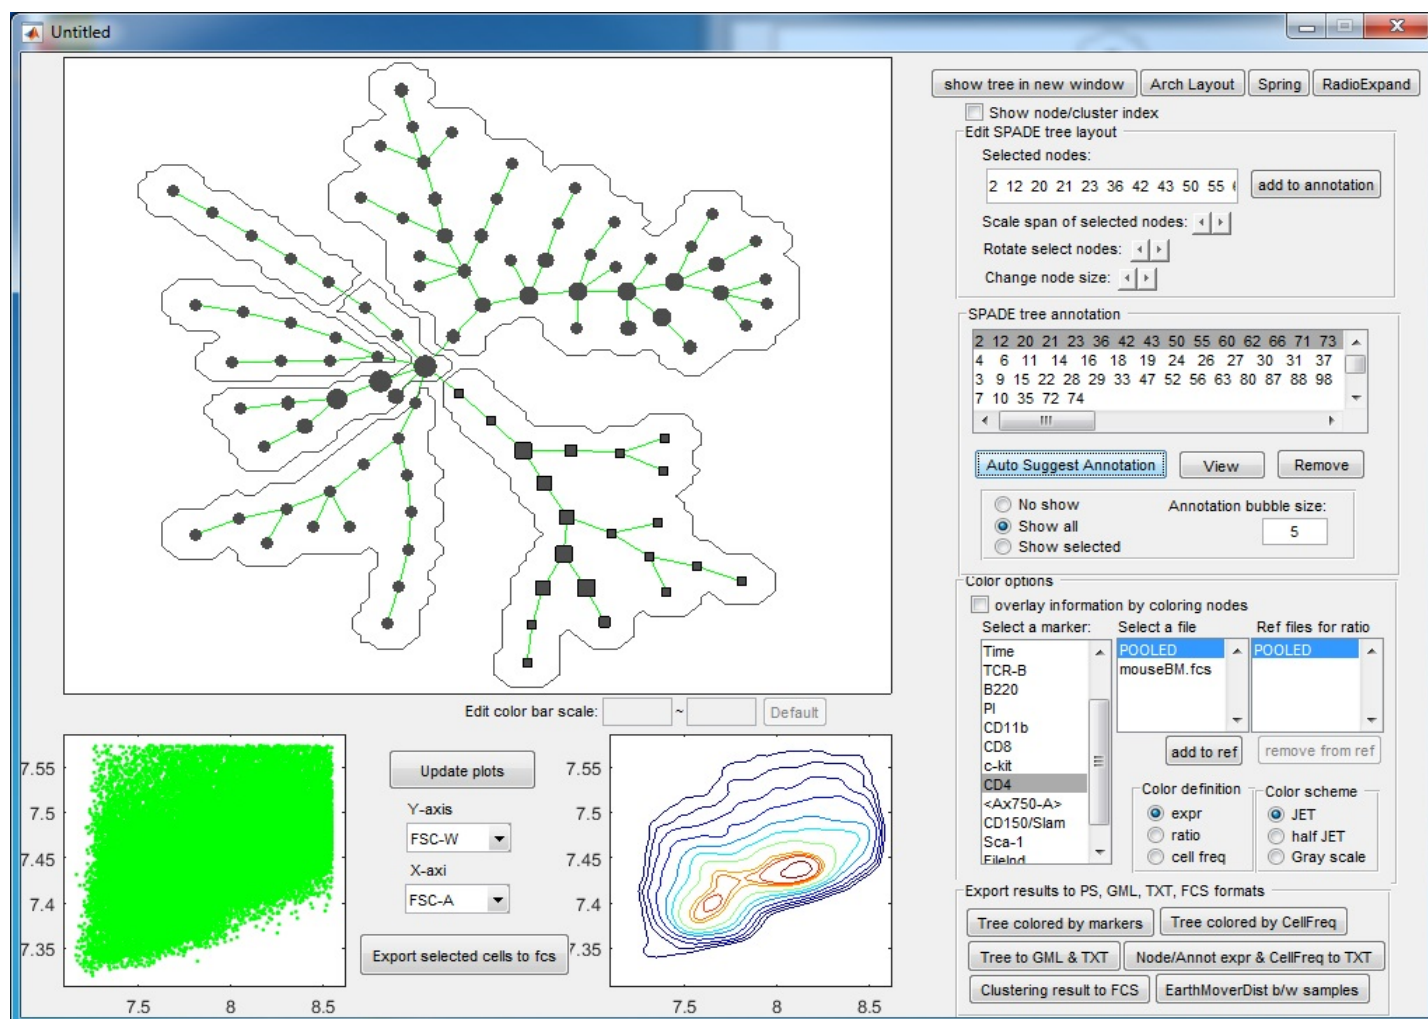 Untitled
show tree in new window
Arch Layout
Spring
RadioExpand
Show node/cluster index
Edit SPADE tree layout
Selected nodes:
2 12 20 21 23 36 42 43 50 55
add to annotation
Scale span of selected nodes:
Rotate select nodes:
Change node size:
SPADE tree annotation
2 12 20 21 23 36 42 43 50 55 60 62 66 71 73
4 6 11 14 16 18 19 24 26 27 30 31 37
3 9 15 22 28 29 33 47 52 56 63 80 87 88 98
7 10 35 72 74
Auto Suggest Annotation
View
Remove
No show
Show all
Show selected
Annotation bubble size:
5
Color options
overlay information by coloring nodes
Select a marker:
Select a file
Ref files for ratio
Time
TCR-B
B220
PI
CD11b
CD8
c-kit
CD4
<Ax750-A>
CD150/Slam
Sca-1
FileInd
POOLED
mouseBM.fcs
POOLED
add to ref
remove from ref
Color definition
expr
ratio
cell freq
Color scheme
JET
half JET
Gray scale
Edit color bar scale:
~
Default
7.55
7.5
7.45
7.4
7.35
7.5 8 8.5
Update plots
Y-axis
FSC-W
X-axi
FSC-A
Export selected cells to fcs
7.55
7.5
7.45
7.4
7.35
7.5 8 8.5
Export results to PS, GML, TXT, FCS formats
Tree colored by markers
Tree colored by CellFreq
Tree to GML & TXT
Node/Annot expr & CellFreq to TXT
Clustering result to FCS
EarthMoverDist b/w samples